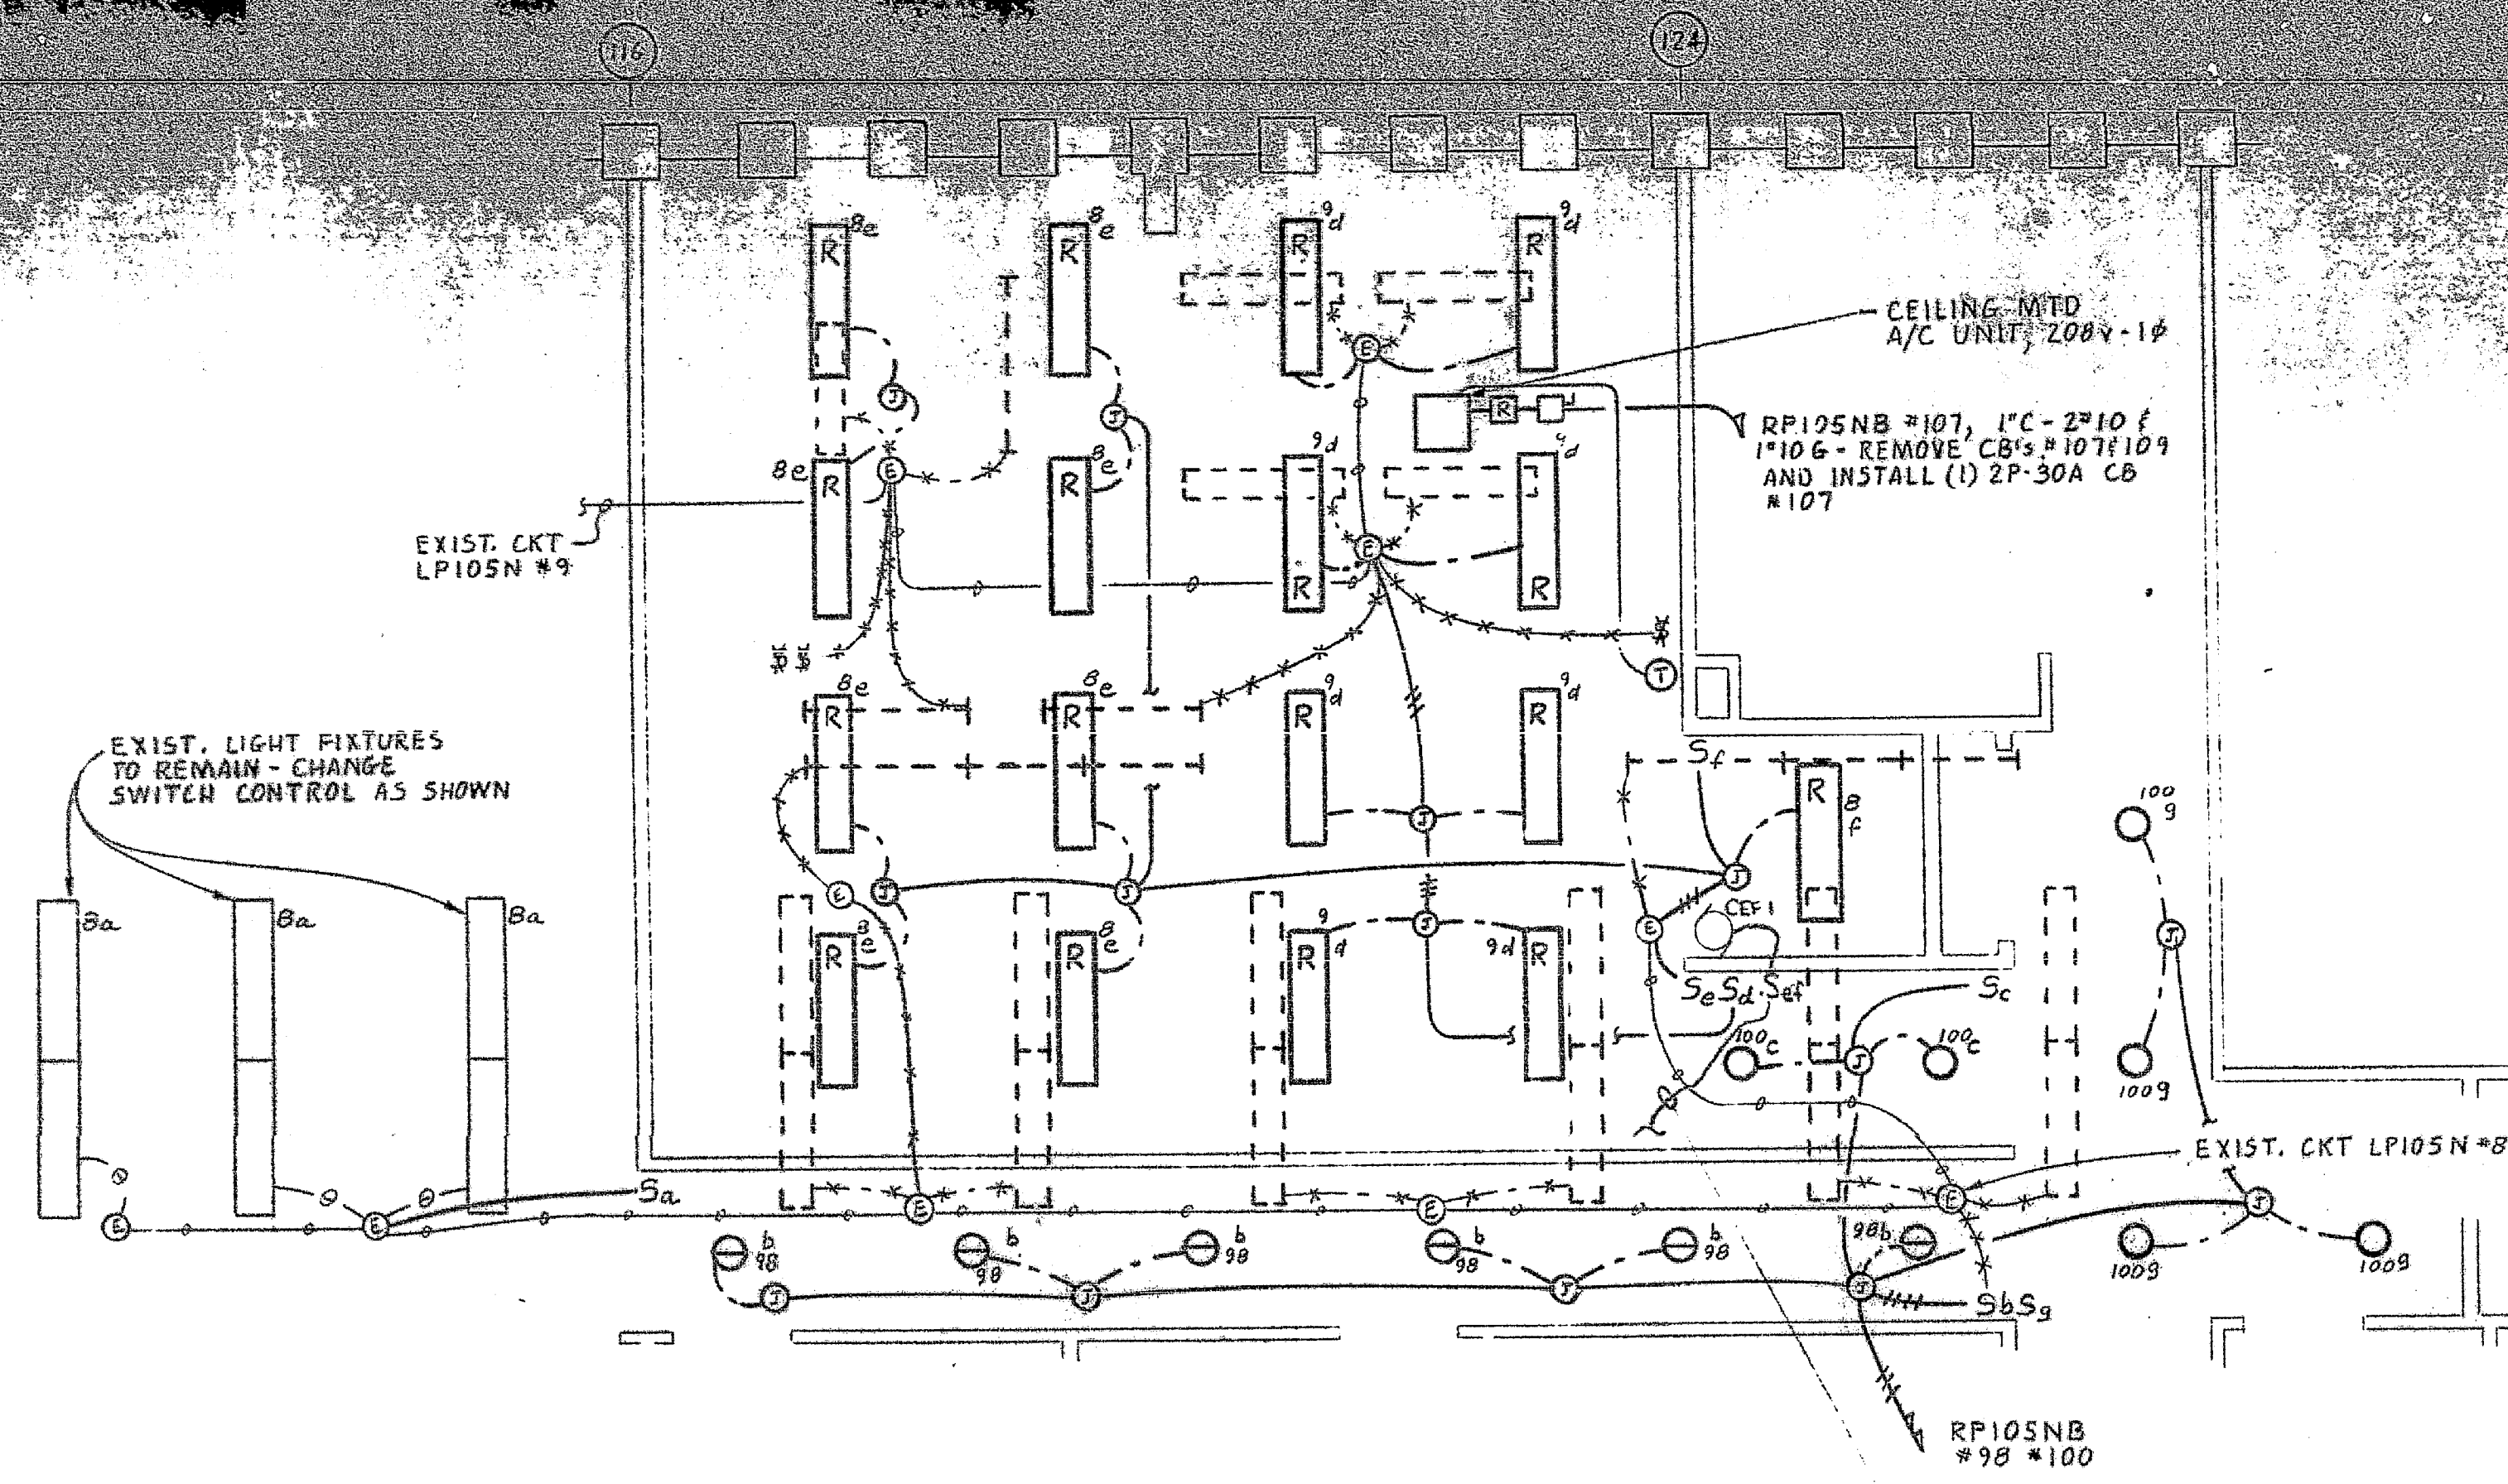 116
124
8e
8e
9d
9d
R
R
R
R
CEILING MTD
A/C UNIT, 208V-1ϕ
J
E
J
R
RP105NB #107, 1"C - 2#10 &
1#10G - REMOVE CB's #107&109
AND INSTALL (1) 2P-30A CB
#107
8e
8e
9d
9d
R
R
E
E
R
R
EXIST. CKT
LP105N #9
$ $
$
T
8e
8e
9d
9d
R
R
R
R
EXIST. LIGHT FIXTURES
TO REMAIN - CHANGE
SWITCH CONTROL AS SHOWN
Sf
R
8f
J
100g
8a
8a
8a
E
J
J
J
J
CEF1
E
J
8e
8e
9d
9d
R
R
R
R
Se Sd Sef
Sc
100c
J
100c
100g
EXIST. CKT LP105N #8
Sa
E
E
E
E
E
J
b
98
b
98
b
98
b
98
b
98
98b
100g
100g
J
J
J
J
SbSg
RP105NB
#98 #100